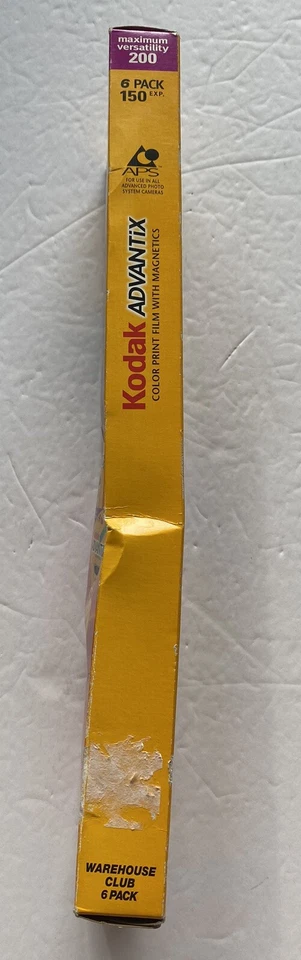 maximum
versatility
200
6 PACK
150 EXP.
APS™
FOR USE IN ALL
ADVANCED PHOTO
SYSTEM CAMERAS
Kodak ADVANTiX
COLOR PRINT FILM WITH MAGNETICS
WAREHOUSE
CLUB
6 PACK